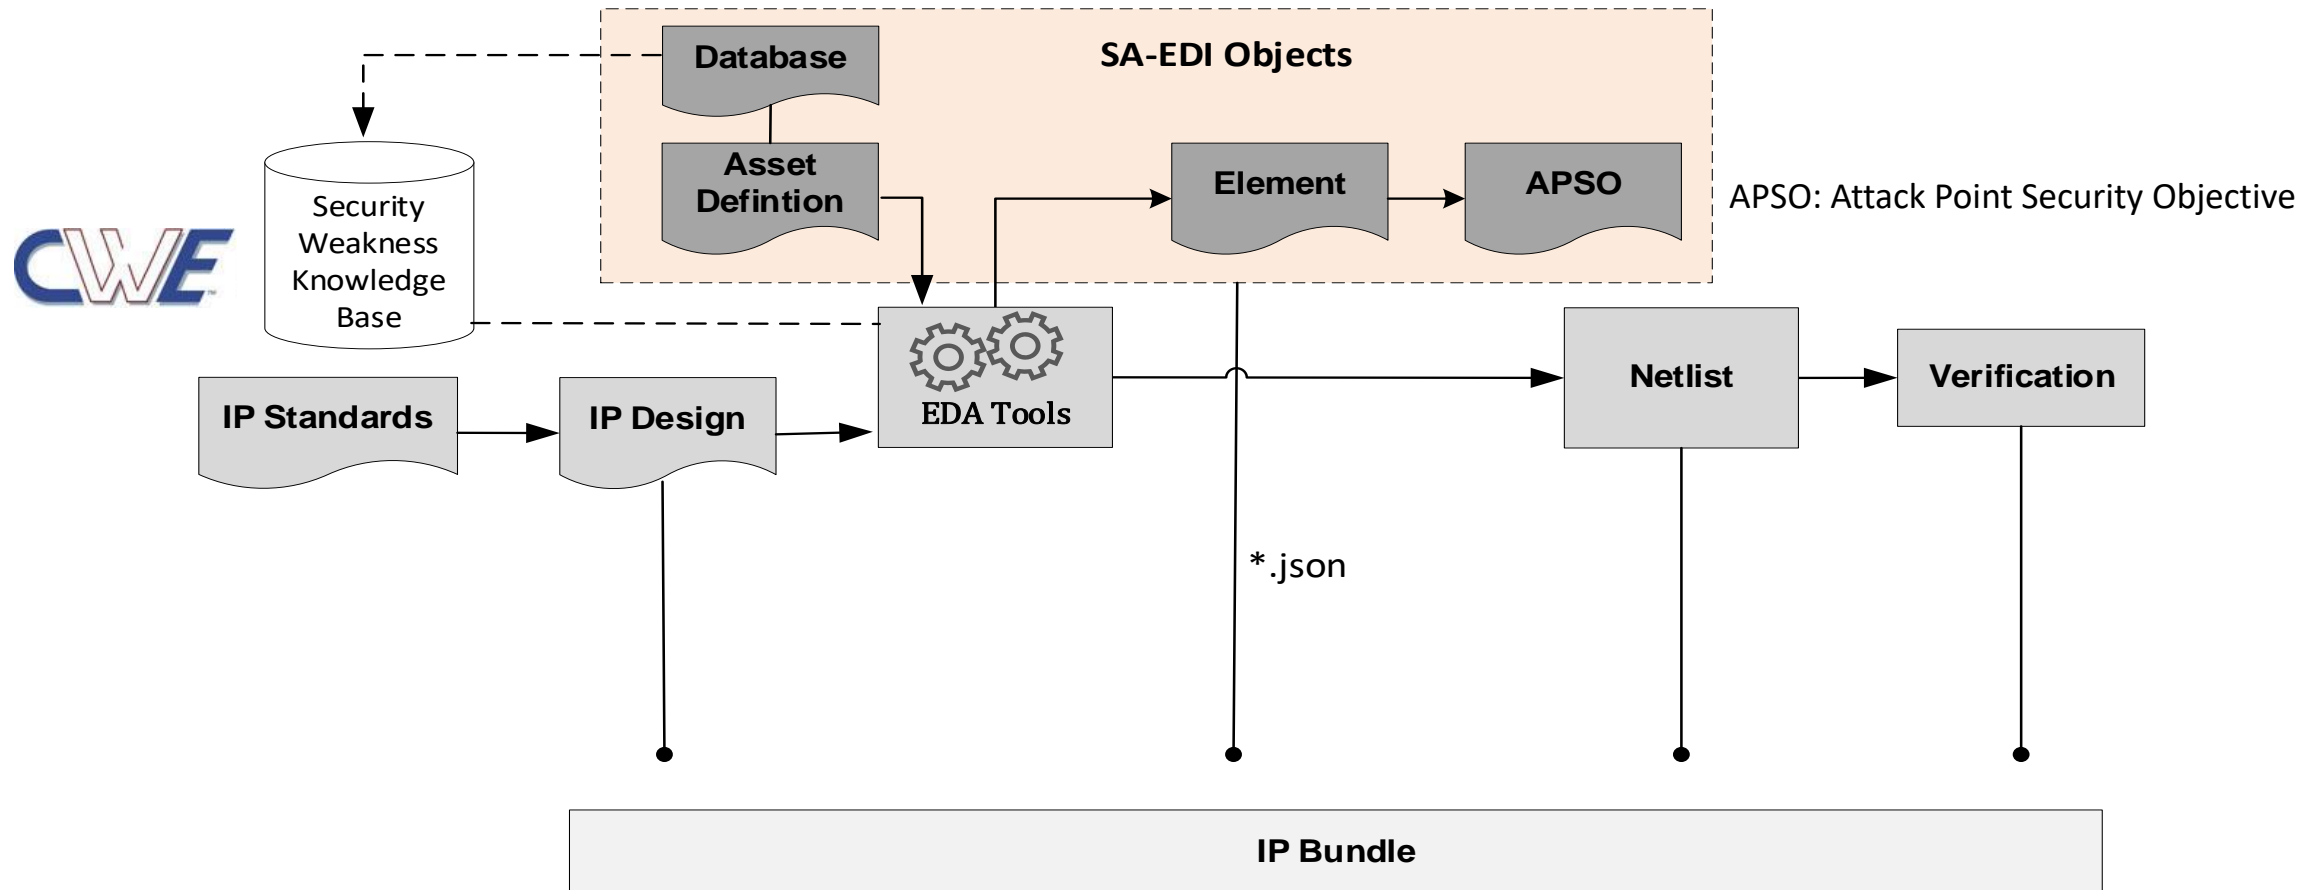 SA-EDI Objects
Database
Asset
Defintion
Element
APSO
APSO: Attack Point Security Objective
CWE
TM
Security
Weakness
Knowledge
Base
IP Standards
IP Design
EDA Tools
Netlist
Verification
*.json
IP Bundle